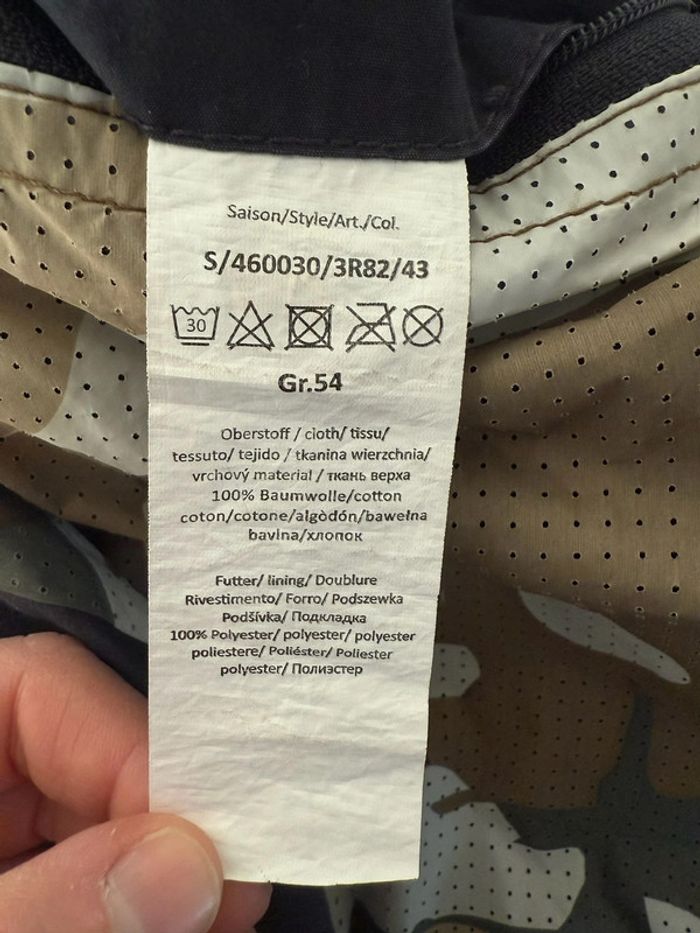 Saison/Style/Art./Col.
S/460030/3R82/43
30
Gr.54
Oberstoff / cloth/ tissu/
tessuto/ tejido / tkanina wierzchnia/
vrchový material / ткань верха
100% Baumwolle/cotton
coton/cotone/algòdón/bawełna
bavlna/хлопок
Futter/ lining/ Doublure
Rivestimento/ Forro/ Podszewka
Podšívka/ Подкладка
100% Polyester/ polyester/ polyester
poliestere/ Poliéster/ Poliester
polyester/ Полиэстер